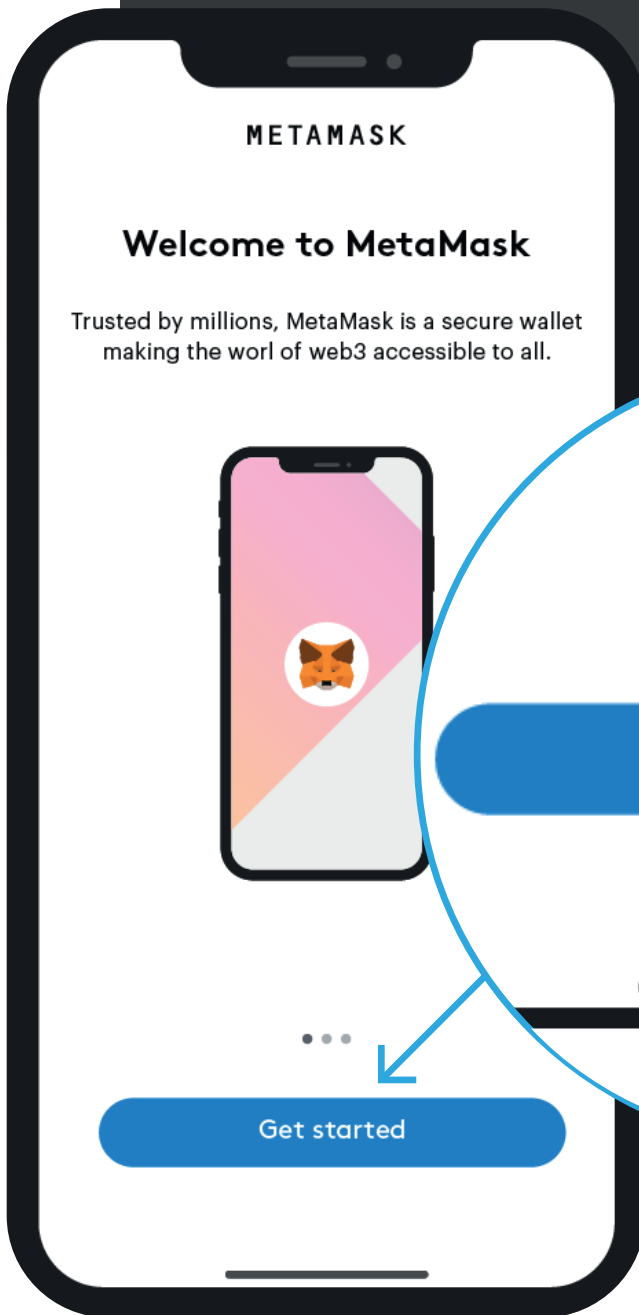 METAMASK
Welcome to MetaMask
Trusted by millions, MetaMask is a secure wallet
making the worl of web3 accessible to all.
Get started